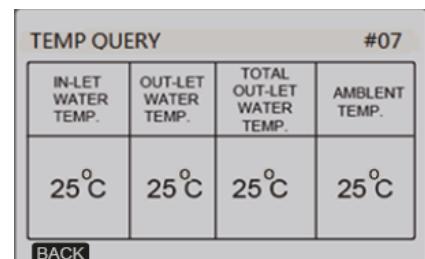 TEMP QUERY #07
IN-LET WATER TEMP.
OUT-LET WATER TEMP.
TOTAL OUT-LET WATER TEMP.
AMBLENT TEMP.
25°C 25°C 25°C 25°C
BACK